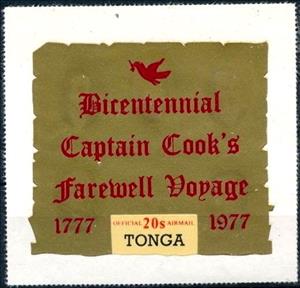 Bicentennial
Captain Cook's
Farewell Voyage
1777 1977
OFFICIAL 20s AIRMAIL
TONGA